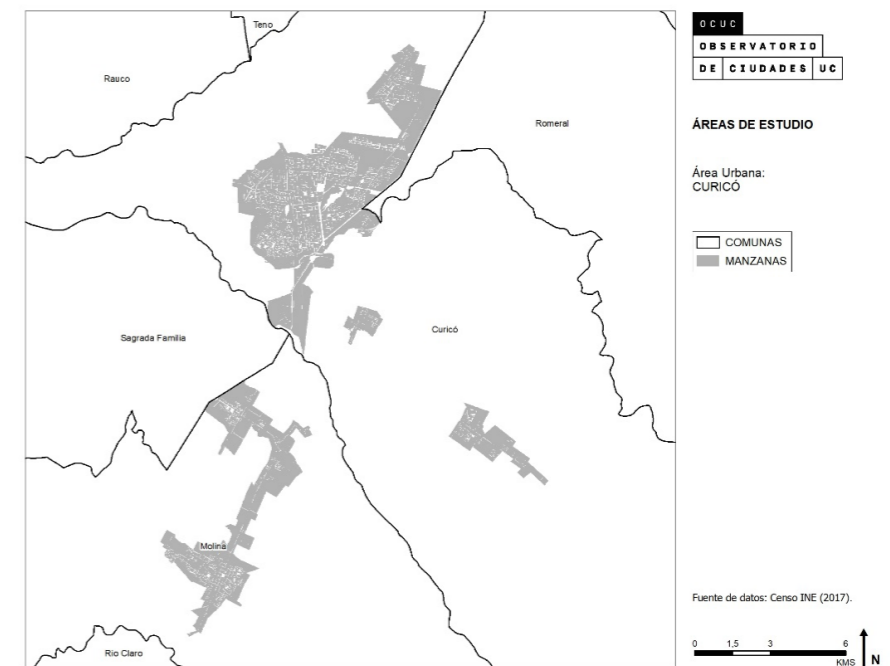 Teno
Rauco
Romeral
Sagrada Familia
Curicó
Molina
Río Claro
OCUC
OBSERVATORIO
DE CIUDADES UC
ÁREAS DE ESTUDIO
Área Urbana:
CURICÓ
COMUNAS
MANZANAS
Fuente de datos: Censo INE (2017).
0 1,5 3 6
KMS
N